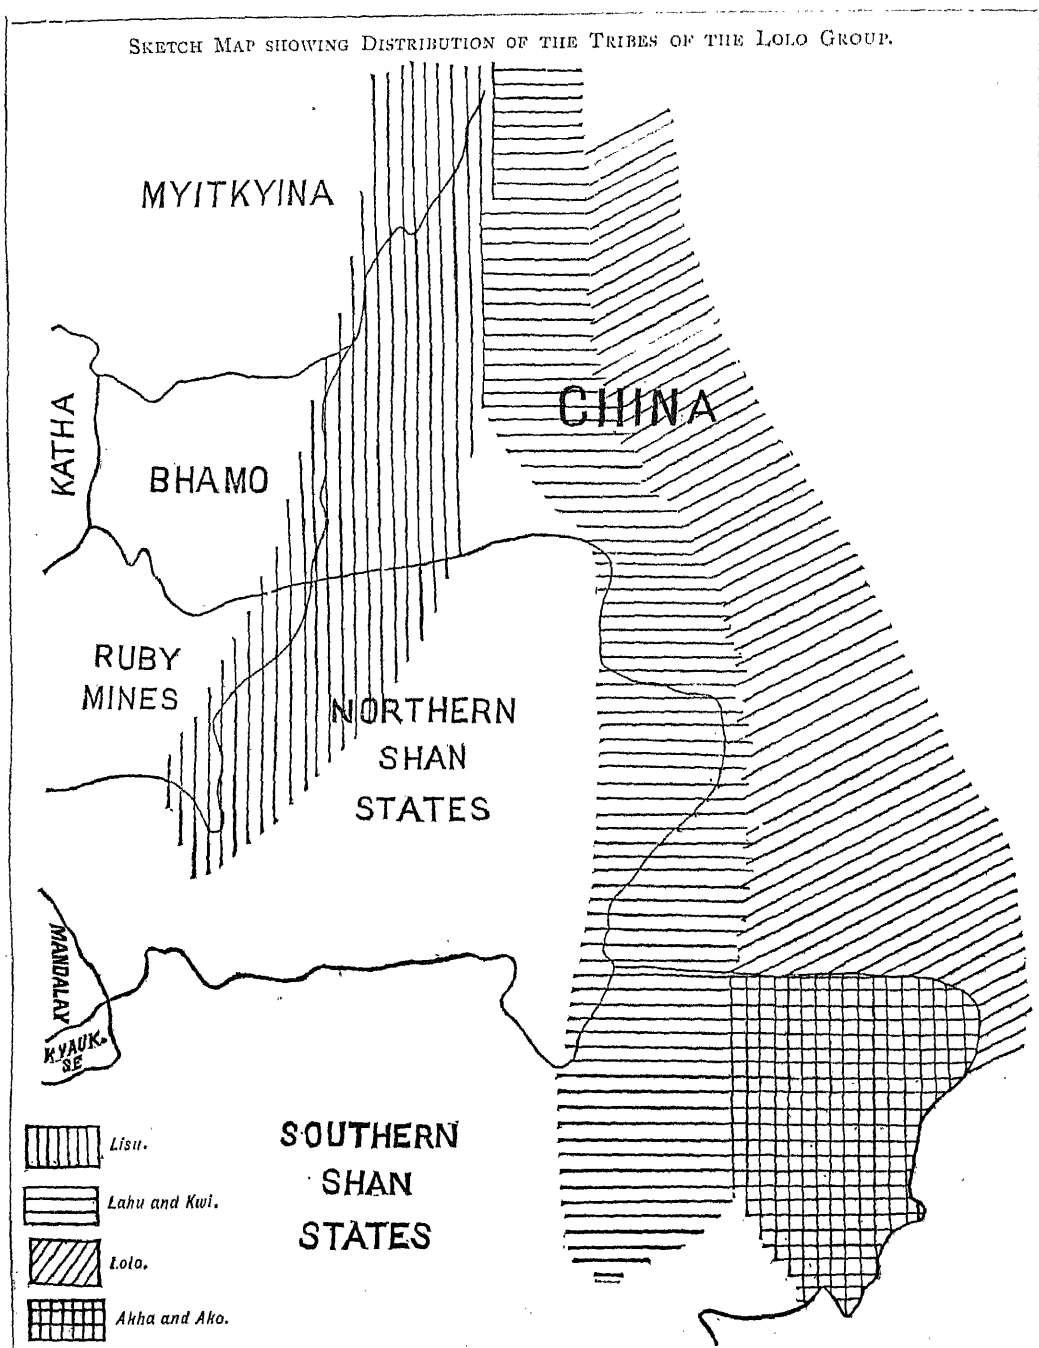 SKETCH MAP SHOWING DISTRIBUTION OF THE TRIBES OF THE LOLO GROUP.
MYITKYINA
CHINA
KATHA
BHAMO
RUBY
MINES
NORTHERN
SHAN
STATES
MANDALAY
KYAUK-
SE
SOUTHERN
SHAN
STATES
Lisu.
Lahu and Kwi.
Lolo.
Akha and Ako.